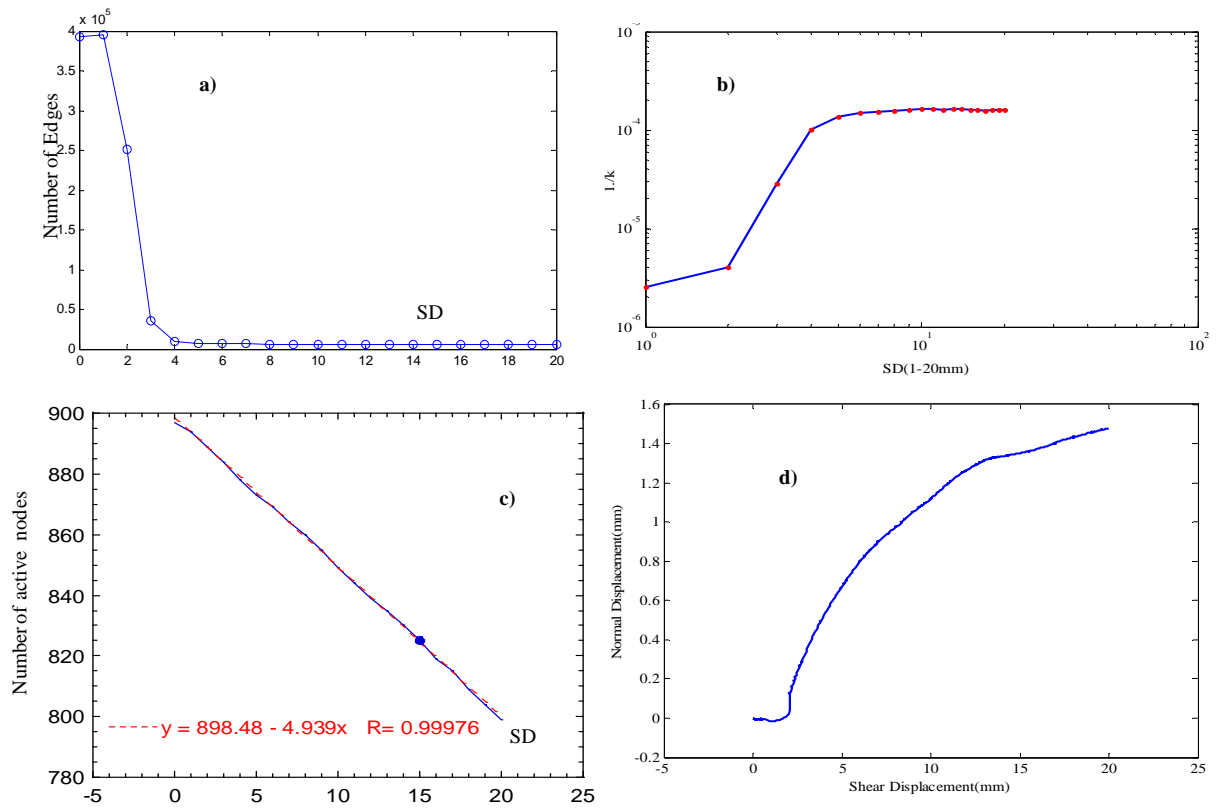 x 10^5
4
3.5
3
2.5
2
1.5
1
0.5
0
Number of Edges
a)
SD
0 2 4 6 8 10 12 14 16 18 20
10^-3
10^-4
10^-5
10^-6
1./k
b)
10^0 10^1 10^2
SD(1-20mm)
900
880
860
840
820
800
780
Number of active nodes
c)
y = 898.48 - 4.939x R= 0.99976
SD
-5 0 5 10 15 20 25
1.6
1.4
1.2
1
0.8
0.6
0.4
0.2
0
-0.2
Normal Displacement(mm)
d)
-5 0 5 10 15 20 25
Shear Displacement(mm)